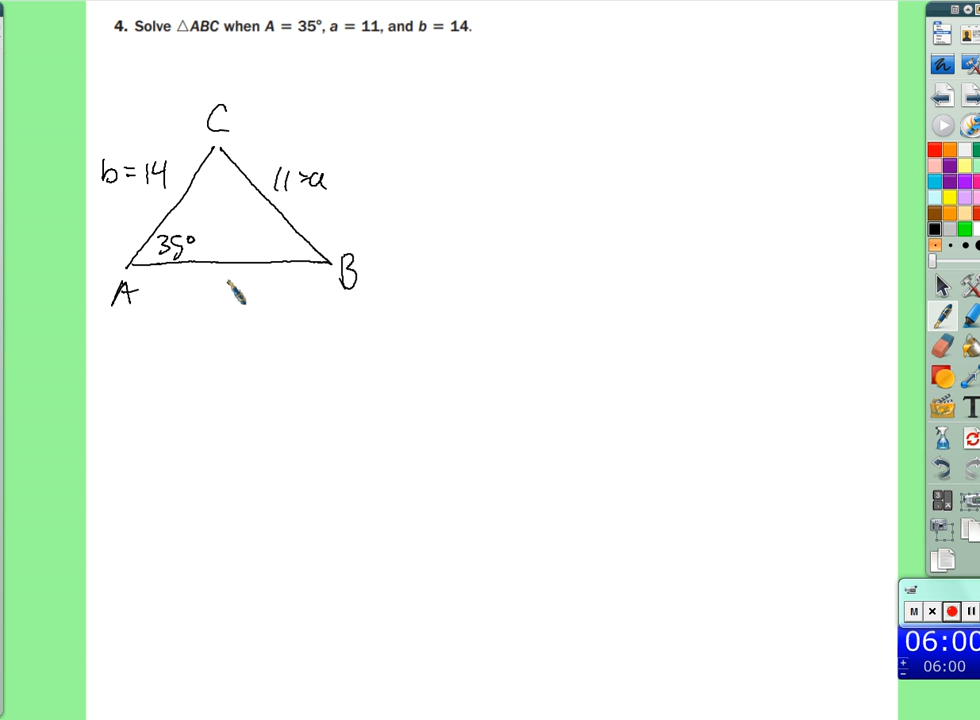 4. Solve △ABC when A = 35°, a = 11, and b = 14.
C
b = 14
11 = a
35°
A
B
T
M
06:00
06:00